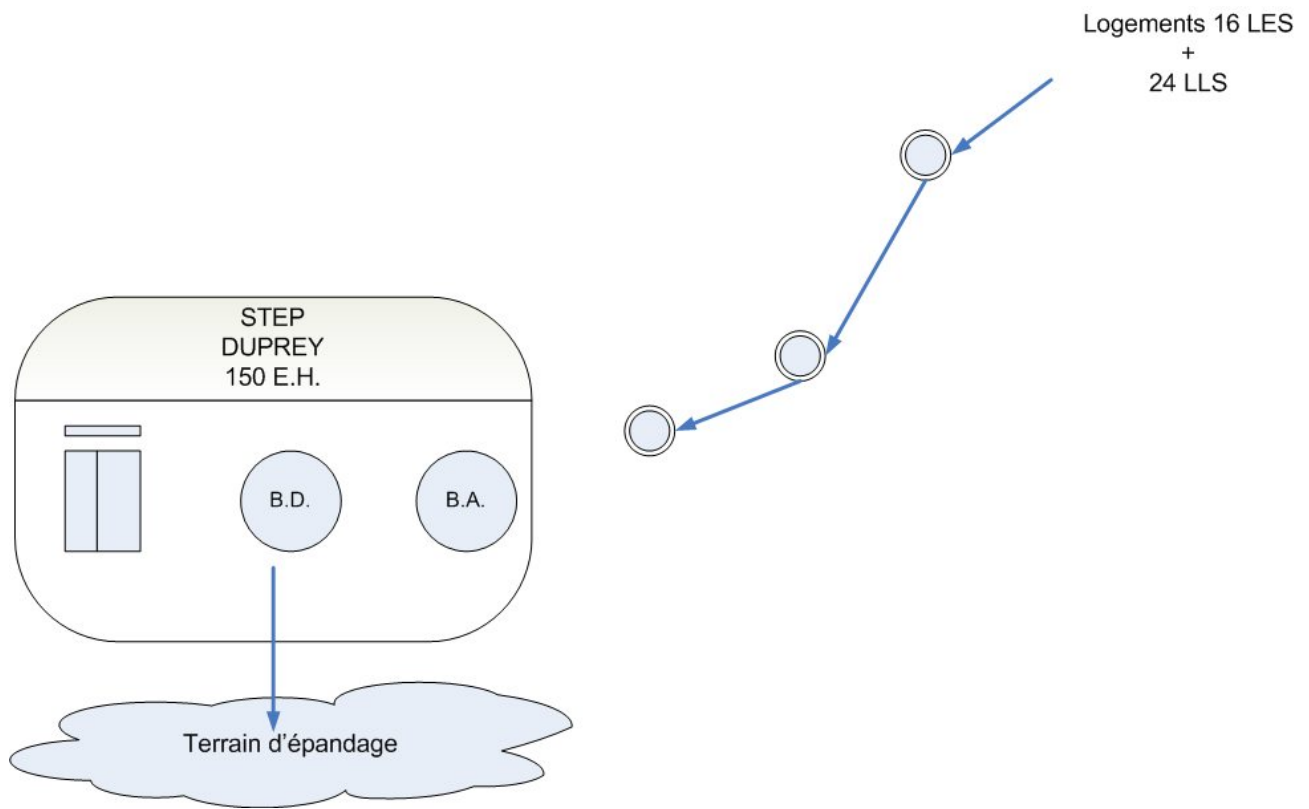 Logements 16 LES
+
24 LLS
STEP
DUPREY
150 E.H.
B.D.
B.A.
Terrain d'épandage